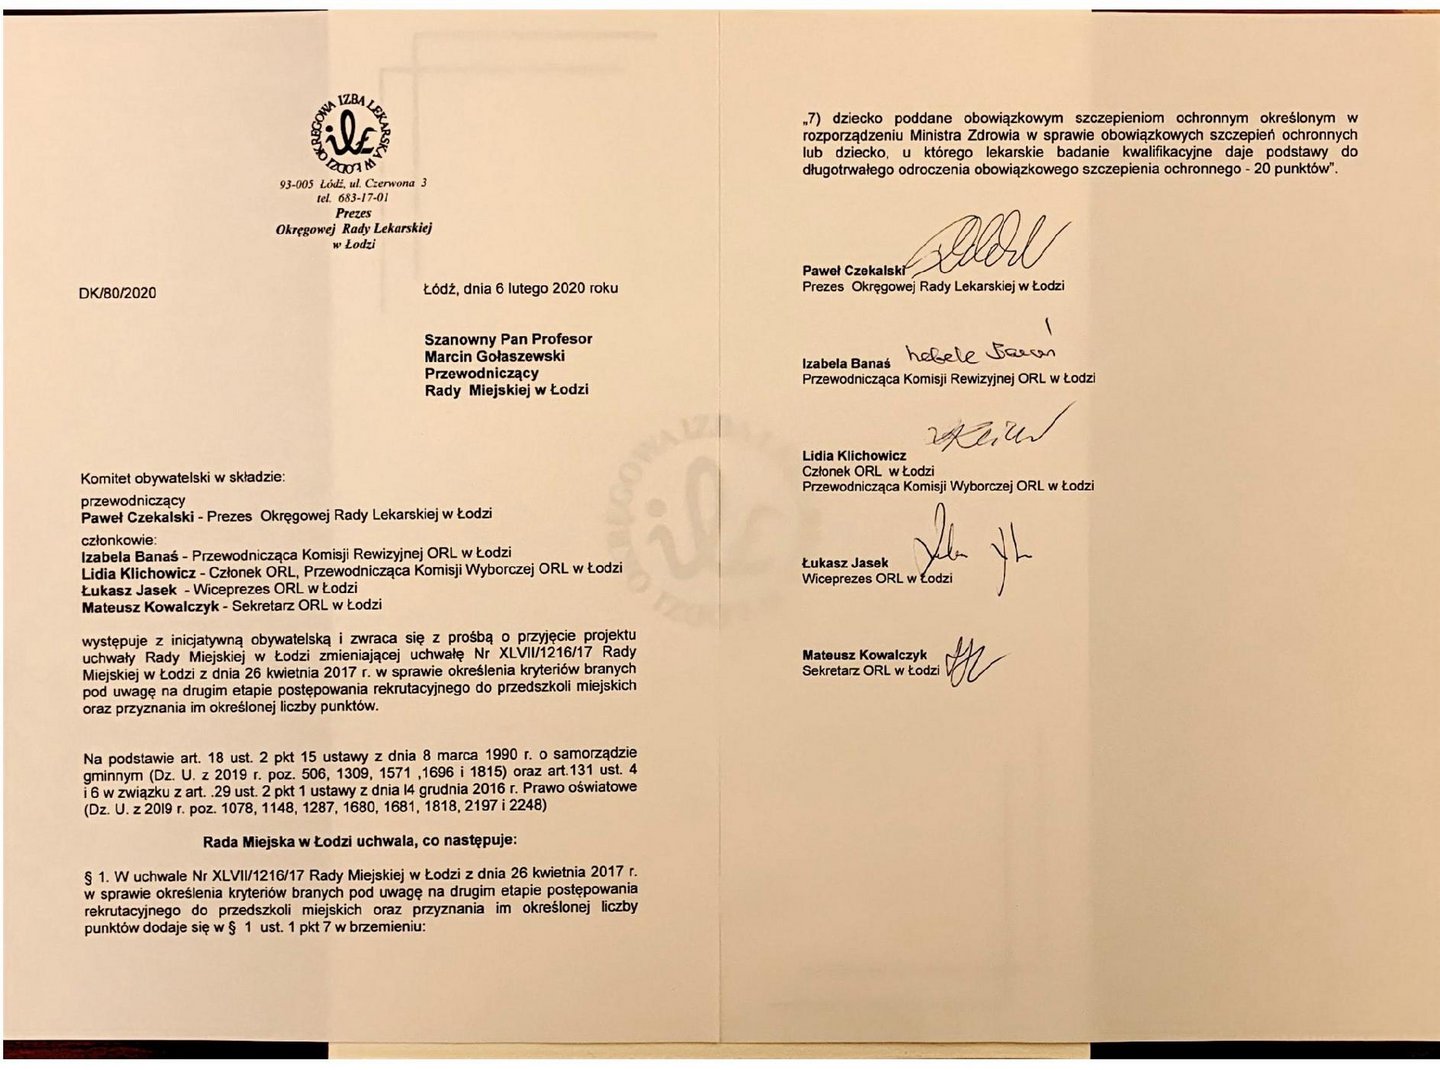 OKRĘGOWA IZBA LEKARSKA W ŁODZI
93-005 Łódź, ul. Czerwona 3
tel. 683-17-01
Prezes
Okręgowej Rady Lekarskiej
w Łodzi
DK/80/2020
Łódź, dnia 6 lutego 2020 roku
Szanowny Pan Profesor
Marcin Gołaszewski
Przewodniczący
Rady Miejskiej w Łodzi
Komitet obywatelski w składzie:
przewodniczący
Paweł Czekalski - Prezes Okręgowej Rady Lekarskiej w Łodzi
członkowie:
Izabela Banaś - Przewodnicząca Komisji Rewizyjnej ORL w Łodzi
Lidia Klichowicz - Członek ORL, Przewodnicząca Komisji Wyborczej ORL w Łodzi
Łukasz Jasek - Wiceprezes ORL w Łodzi
Mateusz Kowalczyk - Sekretarz ORL w Łodzi
występuje z inicjatywną obywatelską i zwraca się z prośbą o przyjęcie projektu
uchwały Rady Miejskiej w Łodzi zmieniającej uchwałę Nr XLVII/1216/17 Rady
Miejskiej w Łodzi z dnia 26 kwietnia 2017 r. w sprawie określenia kryteriów branych
pod uwagę na drugim etapie postępowania rekrutacyjnego do przedszkoli miejskich
oraz przyznania im określonej liczby punktów.
Na podstawie art. 18 ust. 2 pkt 15 ustawy z dnia 8 marca 1990 r. o samorządzie
gminnym (Dz. U. z 2019 r. poz. 506, 1309, 1571 ,1696 i 1815) oraz art.131 ust. 4
i 6 w związku z art. .29 ust. 2 pkt 1 ustawy z dnia l4 grudnia 2016 r. Prawo oświatowe
(Dz. U. z 20l9 r. poz. 1078, 1148, 1287, 1680, 1681, 1818, 2197 i 2248)
Rada Miejska w Łodzi uchwala, co następuje:
§ 1. W uchwale Nr XLVII/1216/17 Rady Miejskiej w Łodzi z dnia 26 kwietnia 2017 r.
w sprawie określenia kryteriów branych pod uwagę na drugim etapie postępowania
rekrutacyjnego do przedszkoli miejskich oraz przyznania im określonej liczby
punktów dodaje się w § 1 ust. 1 pkt 7 w brzemieniu:
„7) dziecko poddane obowiązkowym szczepieniom ochronnym określonym w
rozporządzeniu Ministra Zdrowia w sprawie obowiązkowych szczepień ochronnych
lub dziecko, u którego lekarskie badanie kwalifikacyjne daje podstawy do
długotrwałego odroczenia obowiązkowego szczepienia ochronnego - 20 punktów”.
Paweł Czekalski
Prezes Okręgowej Rady Lekarskiej w Łodzi
Izabela Banaś
Przewodnicząca Komisji Rewizyjnej ORL w Łodzi
Lidia Klichowicz
Członek ORL w Łodzi
Przewodnicząca Komisji Wyborczej ORL w Łodzi
Łukasz Jasek
Wiceprezes ORL w Łodzi
Mateusz Kowalczyk
Sekretarz ORL w Łodzi